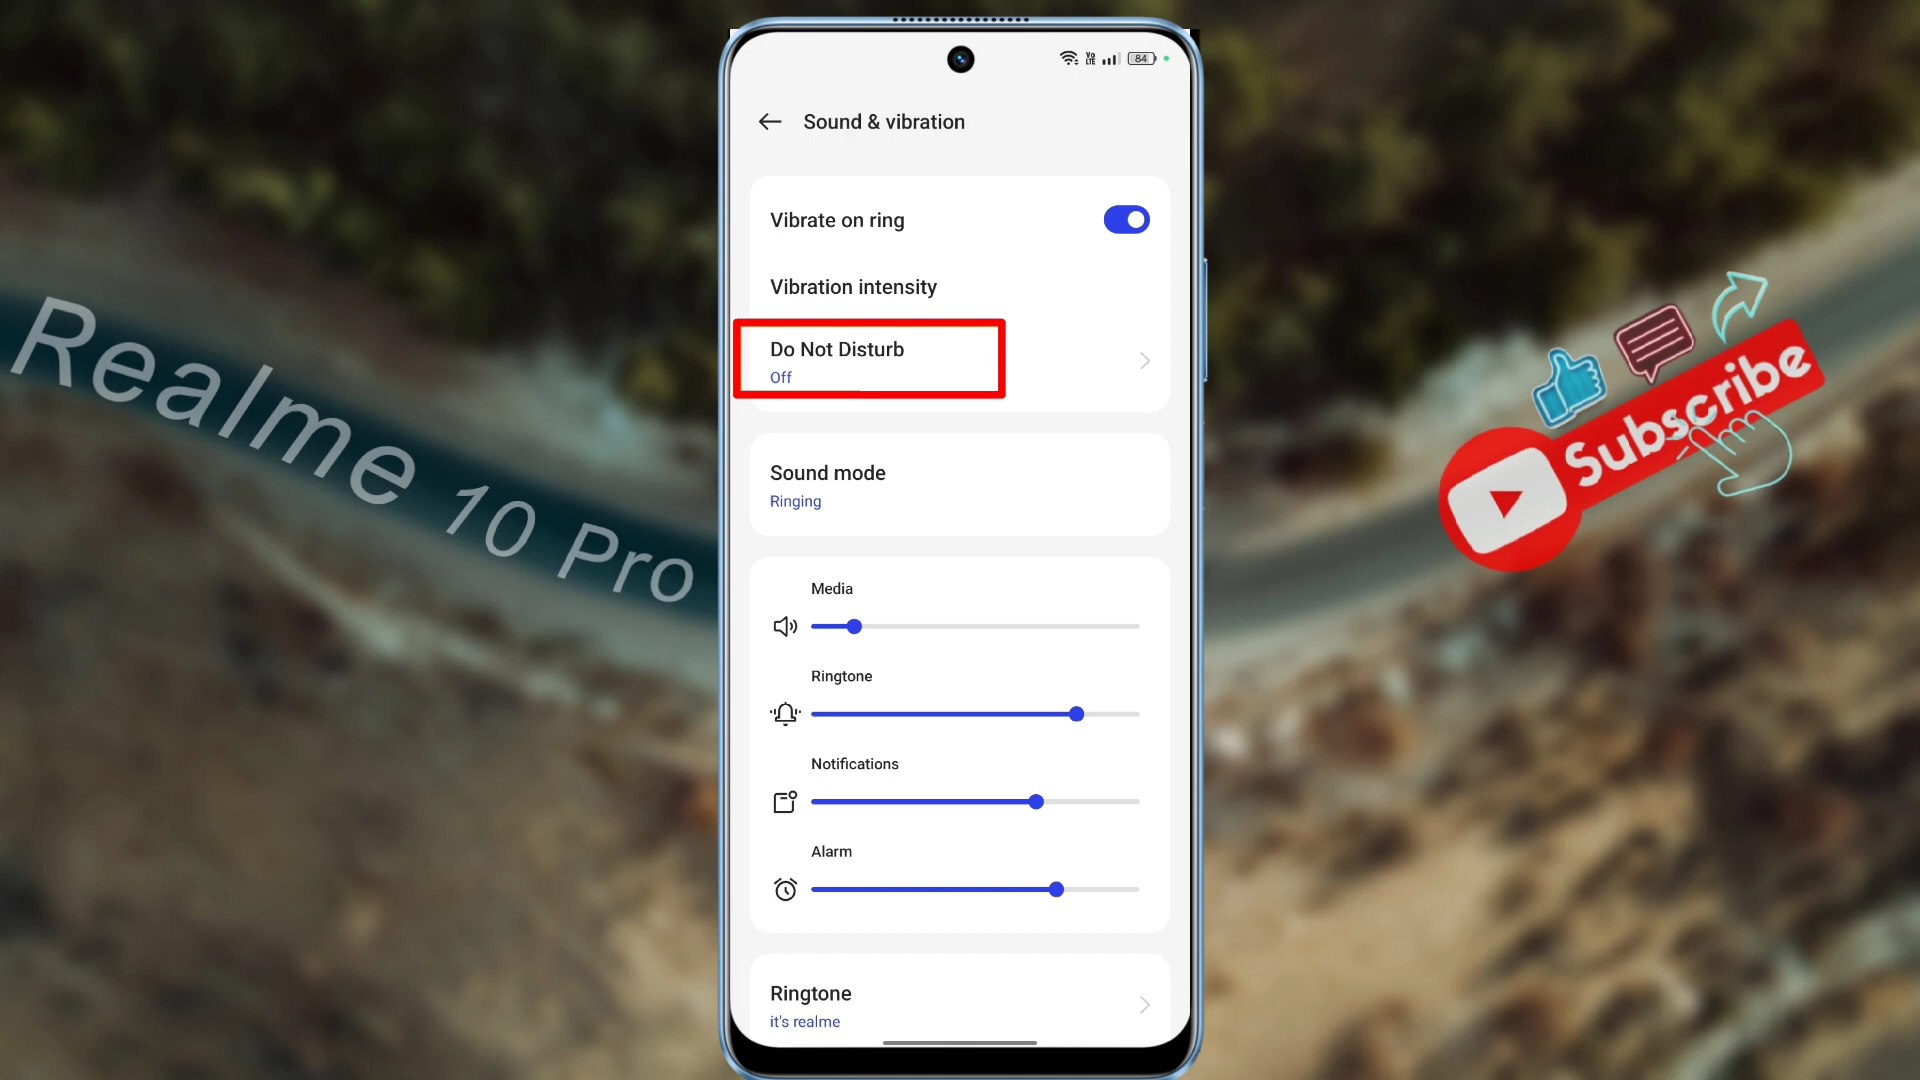 84
Sound & vibration
Vibrate on ring
Vibration intensity
Do Not Disturb
Off
Sound mode
Ringing
Media
Ringtone
Notifications
Alarm
Ringtone
it's realme
Realme 10 Pro
Subscribe